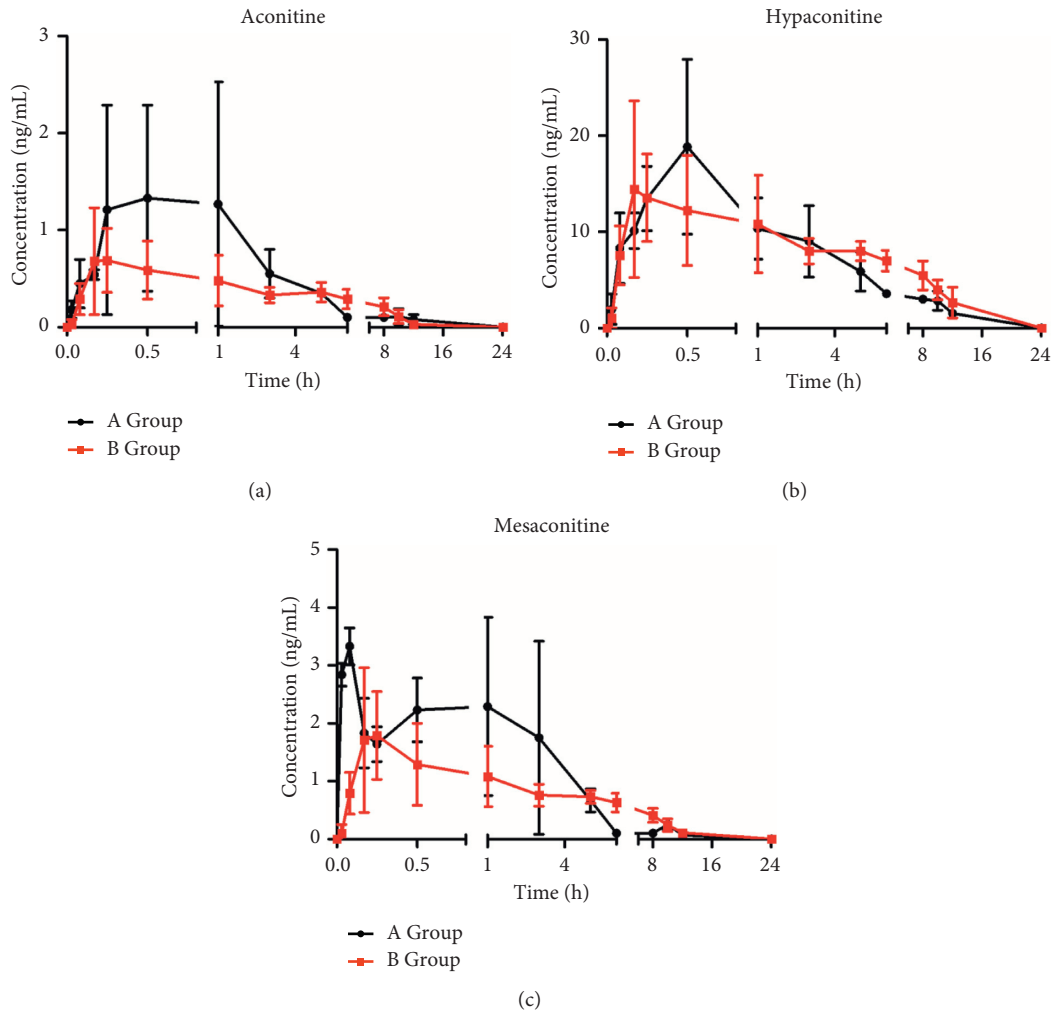 Aconitine
Concentration (ng/mL)
3
2
1
0
0.0 0.5 1 4 8 16 24
Time (h)
A Group
B Group
(a)
Hypaconitine
Concentration (ng/mL)
30
20
10
0
0.0 0.5 1 4 8 16 24
Time (h)
A Group
B Group
(b)
Mesaconitine
Concentration (ng/mL)
5
4
3
2
1
0
0.0 0.5 1 4 8 16 24
Time (h)
A Group
B Group
(c)